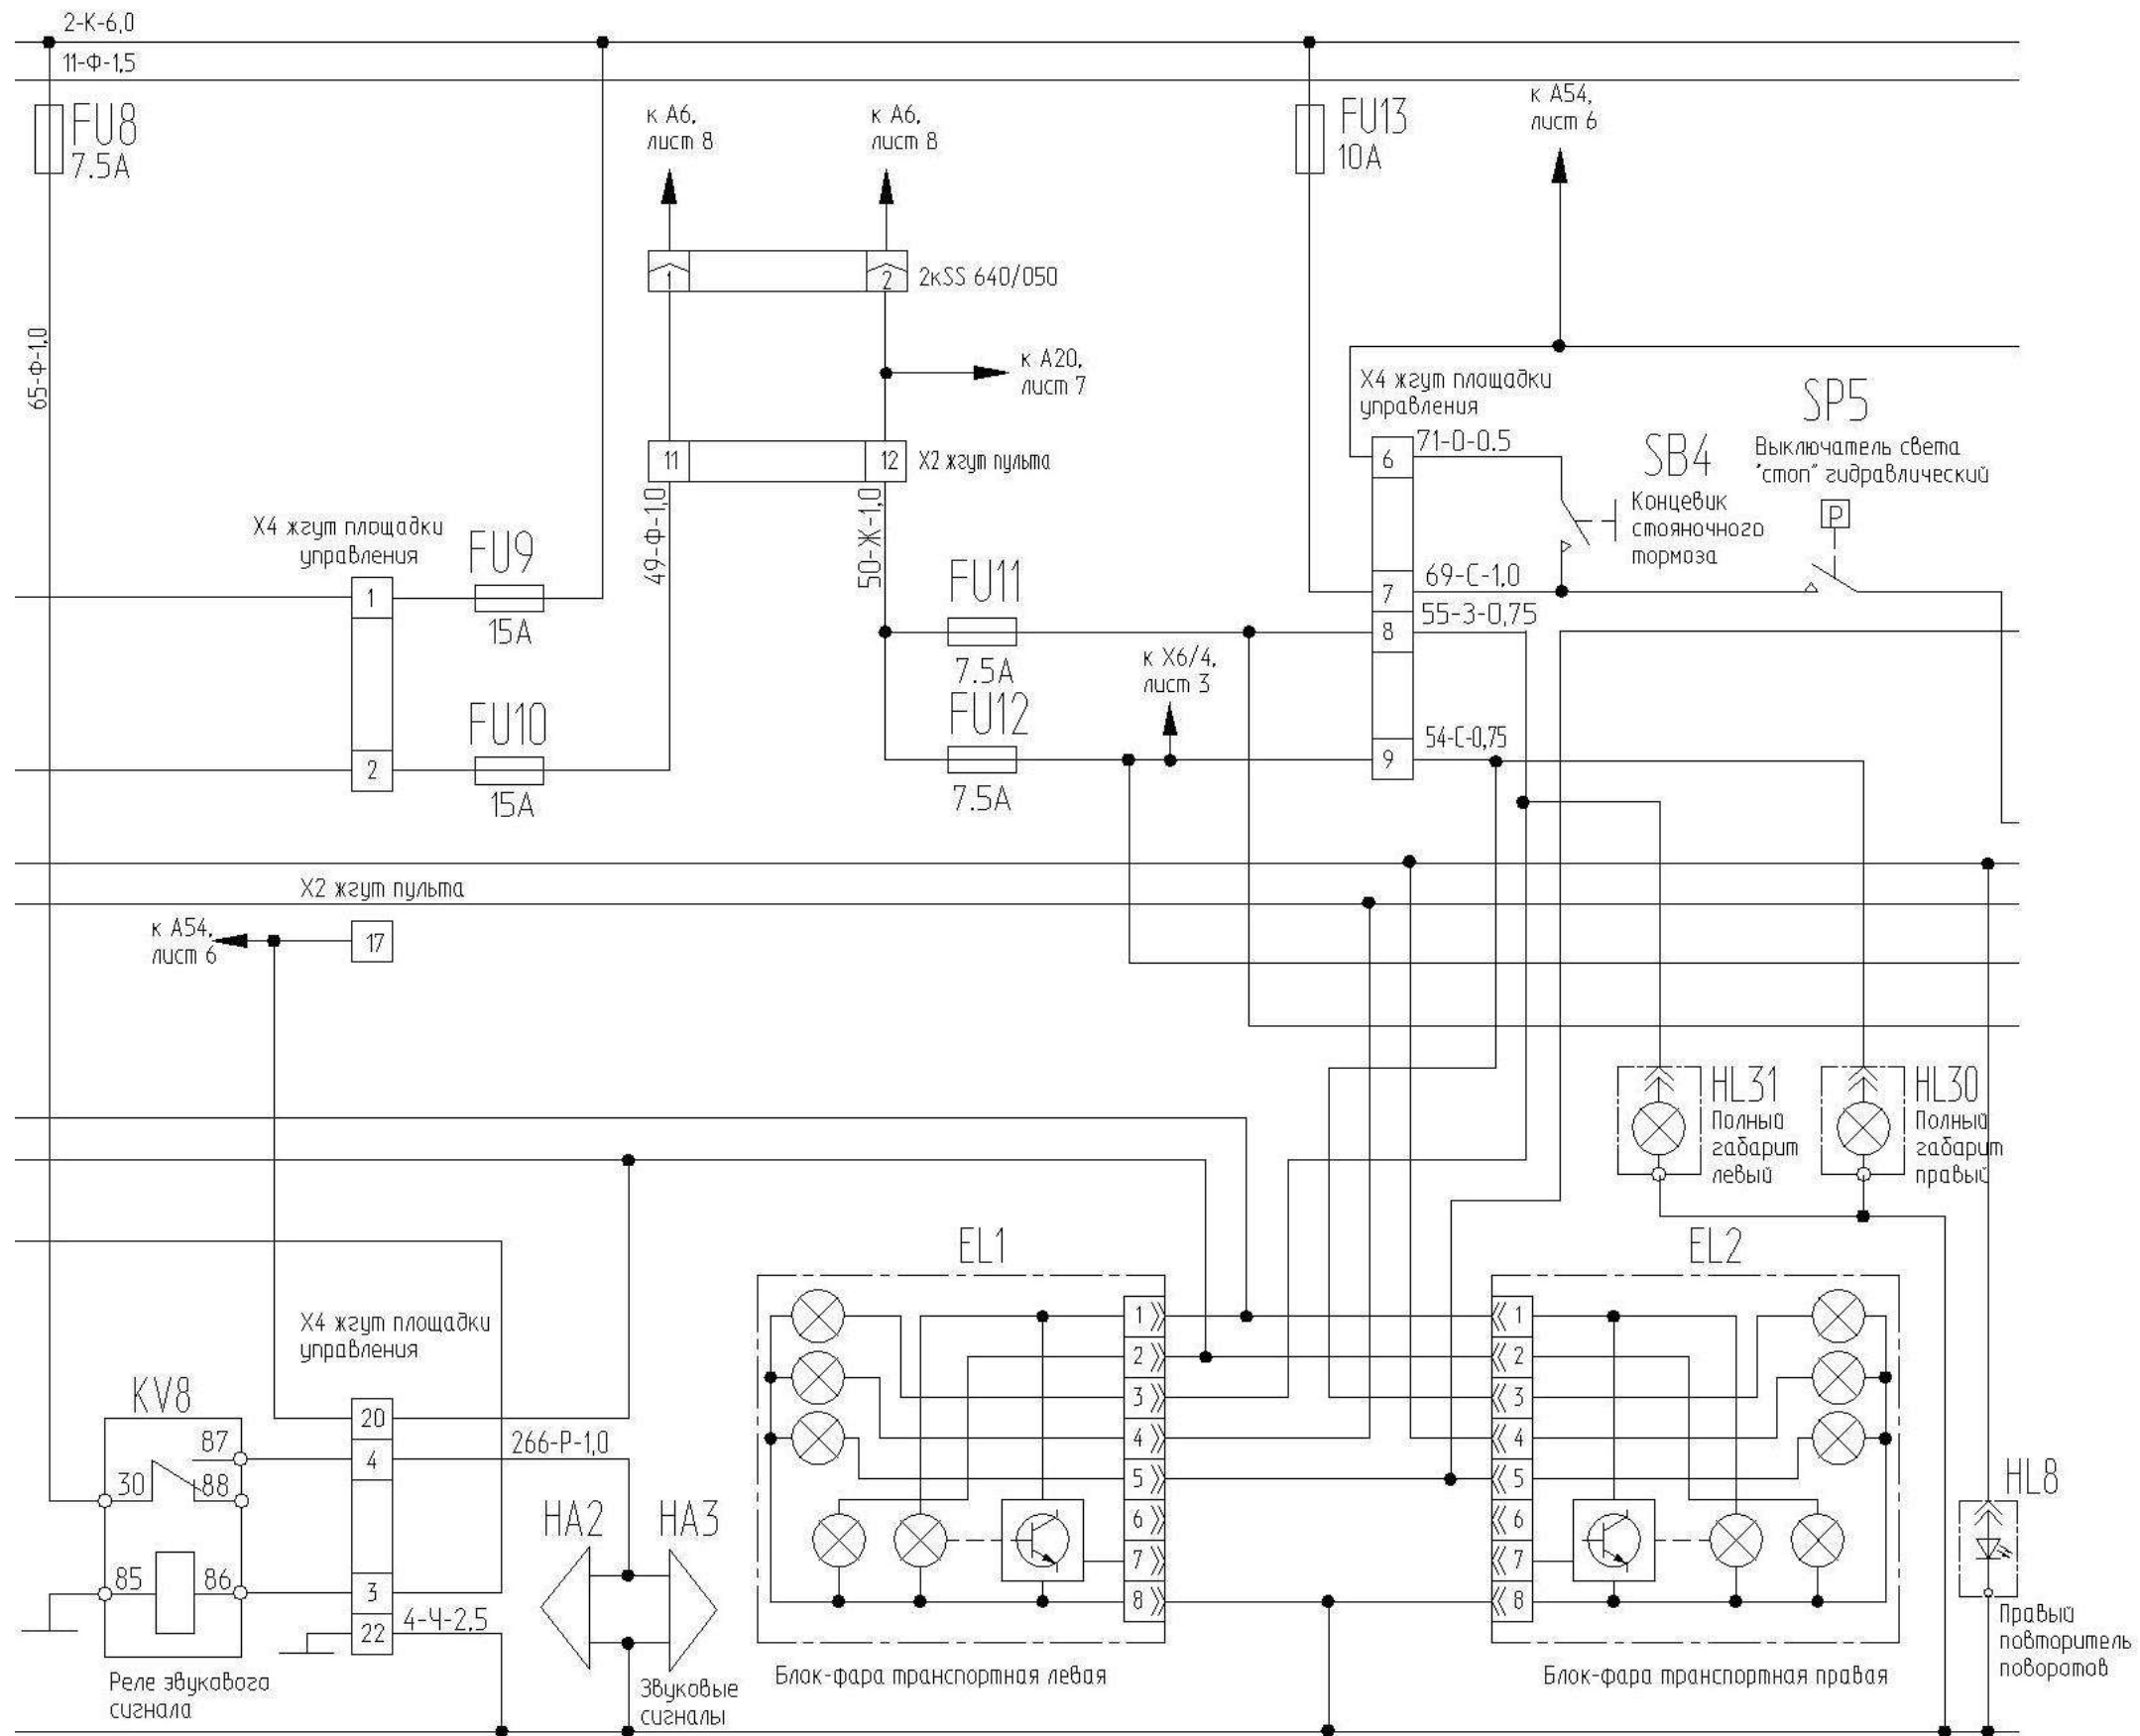 2-К-6,0
11-Ф-1,5
FU8
7.5А
65-Ф-1,0
к А6,
лист 8
к А6,
лист 8
1
2
2кSS 640/050
к А20,
лист 7
11
12
Х2 жгут пульта
49-Ф-1,0
50-Ж-1,0
FU13
10А
к А54,
лист 6
Х4 жгут площадки
управления
6
71-О-0.5
SB4
Концевик
стояночного
тормоза
SP5
Выключатель света
"стоп" гидравлический
Р
7
69-С-1,0
8
55-З-0,75
9
54-С-0,75
Х4 жгут площадки
управления
1
2
FU9
15А
FU10
15А
FU11
7.5А
FU12
7.5А
к Х6/4,
лист 3
Х2 жгут пульта
17
к А54,
лист 6
HL31
Полный
габарит
левый
HL30
Полный
габарит
правый
Х4 жгут площадки
управления
20
4
3
22
266-Р-1,0
4-Ч-2,5
KV8
87
30
88
85
86
Реле звукавога
сигнала
HA2
HA3
Звуковые
сигналы
EL1
1
2
3
4
5
6
7
8
Блок-фара транспортная левая
EL2
1
2
3
4
5
6
7
8
Блок-фара транспортная правая
HL8
Правый
повторитель
поворотав